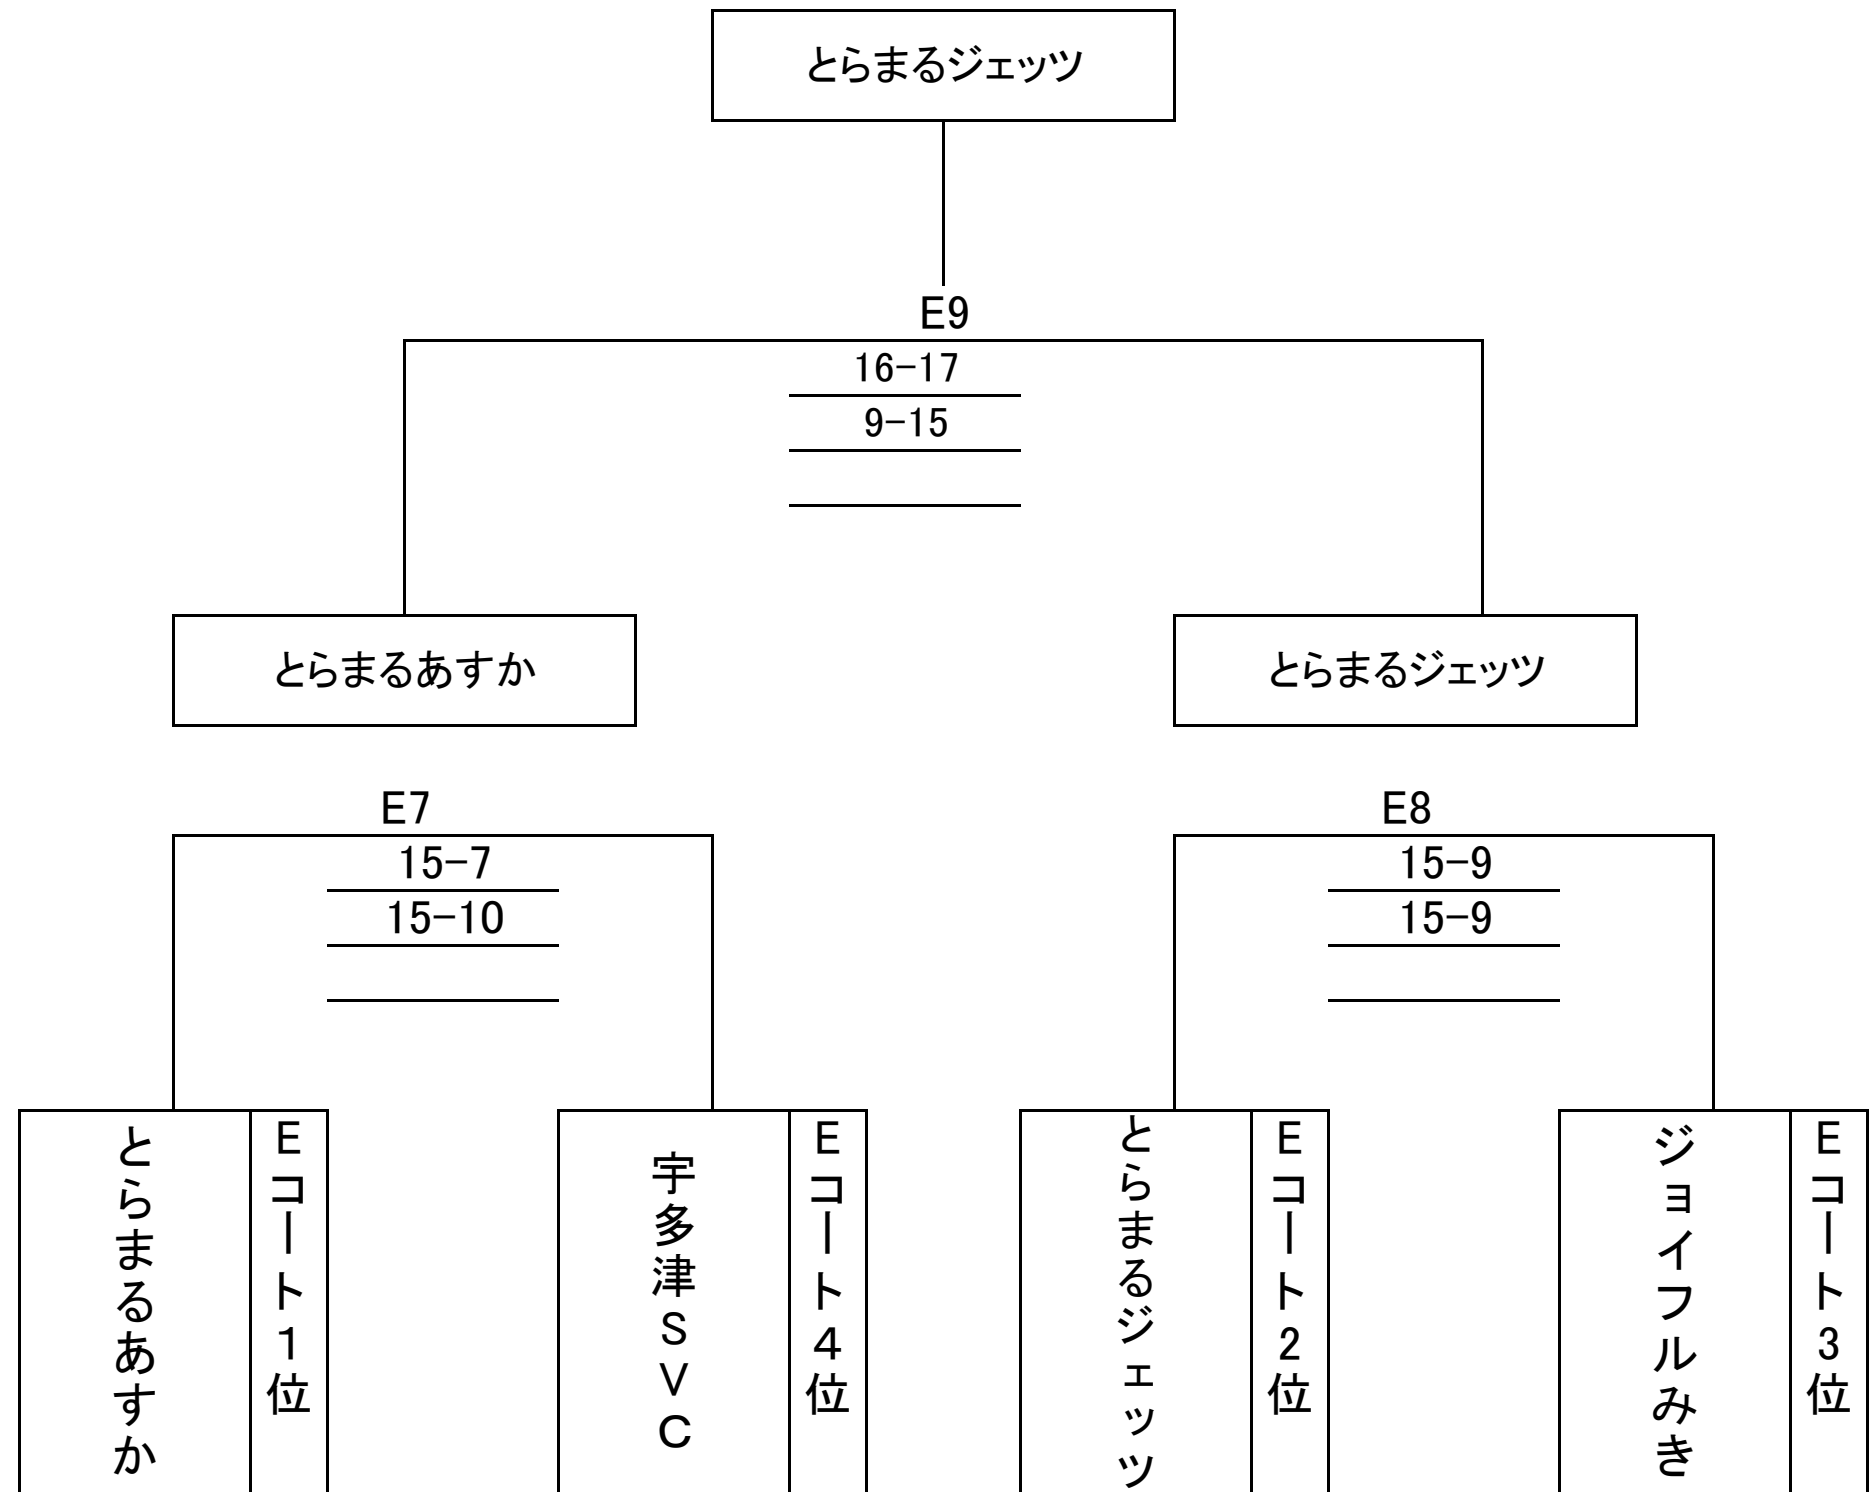 とらまるジェッツ
E9
16-17
9-15
とらまるあすか
とらまるジェッツ
E7
E8
15-7
15-9
15-10
15-9
とらまるあすか
Eコート1位
宇多津SVC
Eコート4位
とらまるジェッツ
Eコート2位
ジョイフルみき
Eコート3位